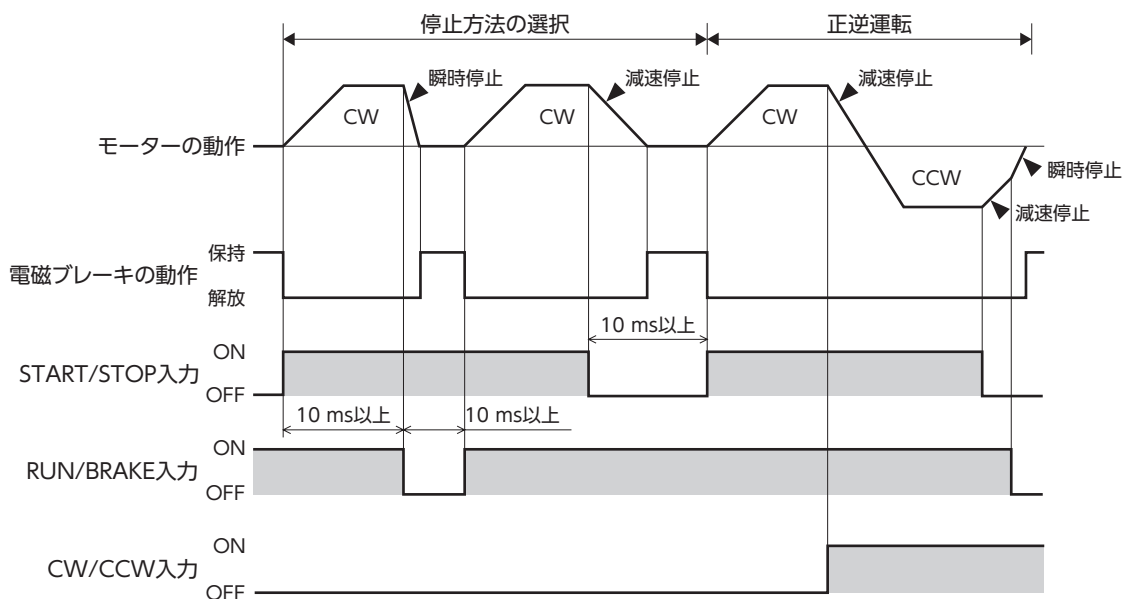 停止方法の選択
正逆運転
瞬時停止
減速停止
減速停止
CW
CW
CW
モーターの動作
CCW
瞬時停止
減速停止
保持
電磁ブレーキの動作
解放
10 ms以上
ON
START/STOP入力
OFF
10 ms以上
10 ms以上
ON
RUN/BRAKE入力
OFF
ON
CW/CCW入力
OFF